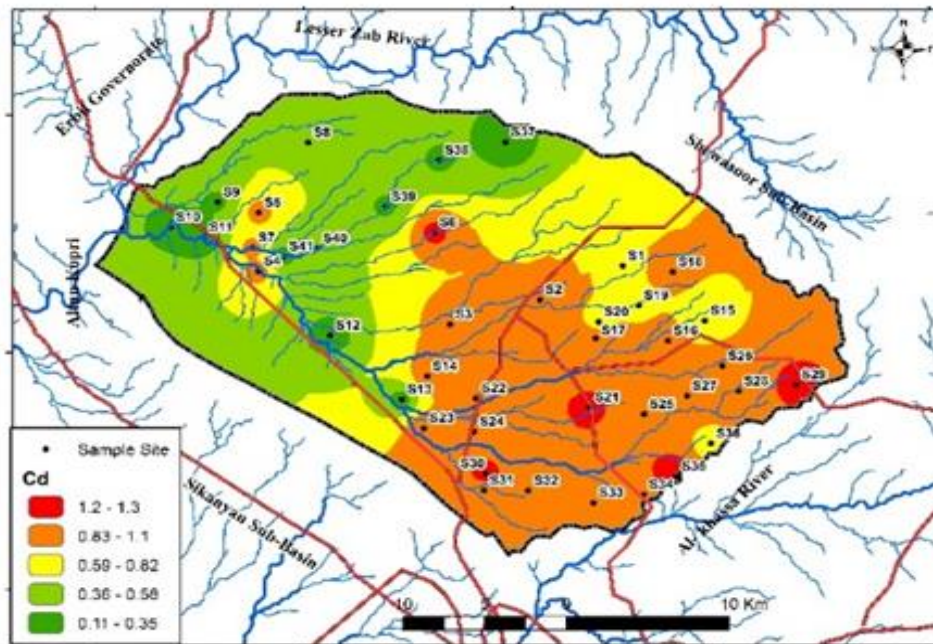 Lesser Zab River
Erbil Governorate
N
S8
S37
S38
Shewasoor Sub-Basin
S9
S39
S5
S10
S11
S6
S7
S41
S40
S4
S1
S18
Altun Kupri
S2
S19
S20
S15
S3
S17
S12
S16
S14
S26
S13
S22
S27
S28
S29
S21
S25
S23
S24
Sample Site
S30
S35
Cd
S31
S32
S34
S33
1.2 - 1.3
Sikanyan Sub-Basin
Al- khassa River
0.83 - 1.1
0.59 - 0.82
0.36 - 0.58
10
5
0
10 Km
0.11 - 0.35